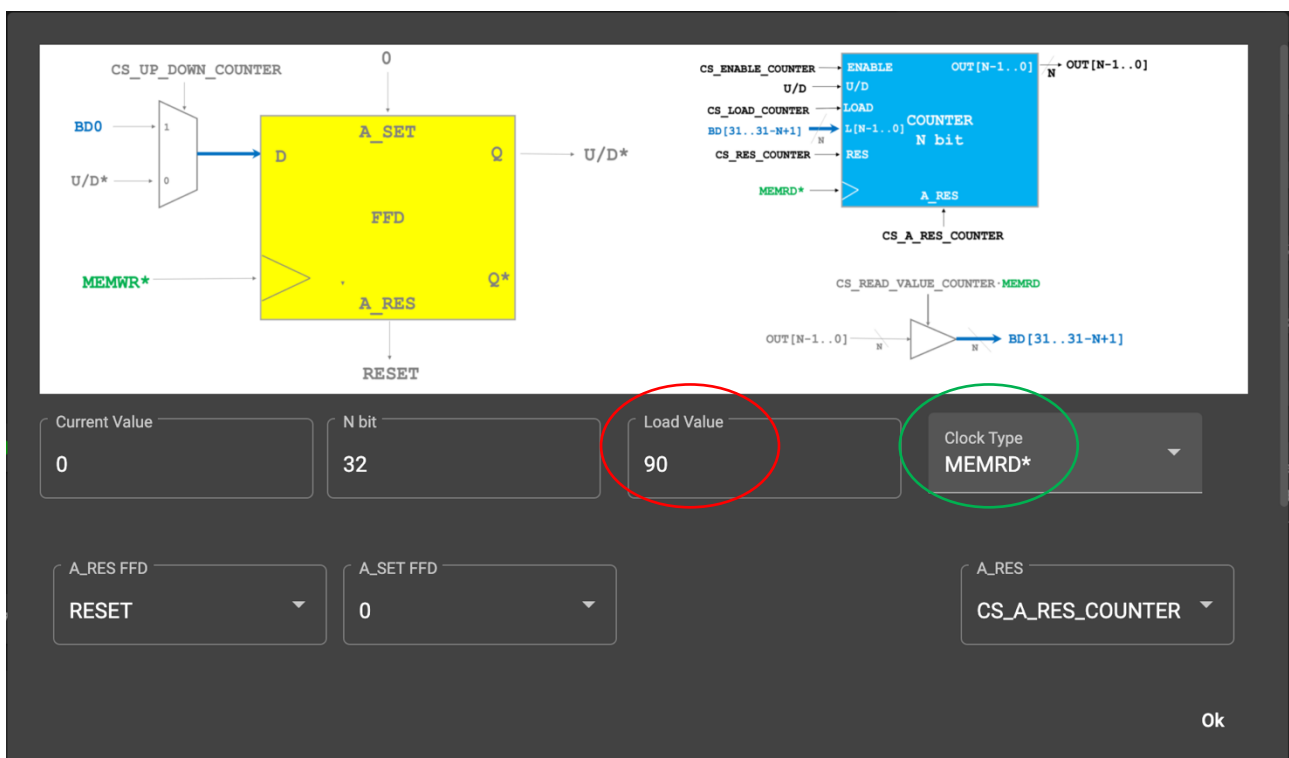 CS_UP_DOWN_COUNTER
0
BD0
1
U/D*
0
D
A_SET
Q
U/D*
FFD
MEMWR*
Q*
A_RES
RESET
CS_ENABLE_COUNTER
ENABLE
OUT[N-1..0]
N
OUT[N-1..0]
U/D
U/D
CS_LOAD_COUNTER
LOAD
BD[31..31-N+1]
N
L[N-1..0]
COUNTER
N bit
CS_RES_COUNTER
RES
MEMRD*
A_RES
CS_A_RES_COUNTER
CS_READ_VALUE_COUNTER·MEMRD
OUT[N-1..0]
N
N
BD[31..31-N+1]
Current Value
0
N bit
32
Load Value
90
Clock Type
MEMRD*
A_RES FFD
RESET
A_SET FFD
0
A_RES
CS_A_RES_COUNTER
Ok